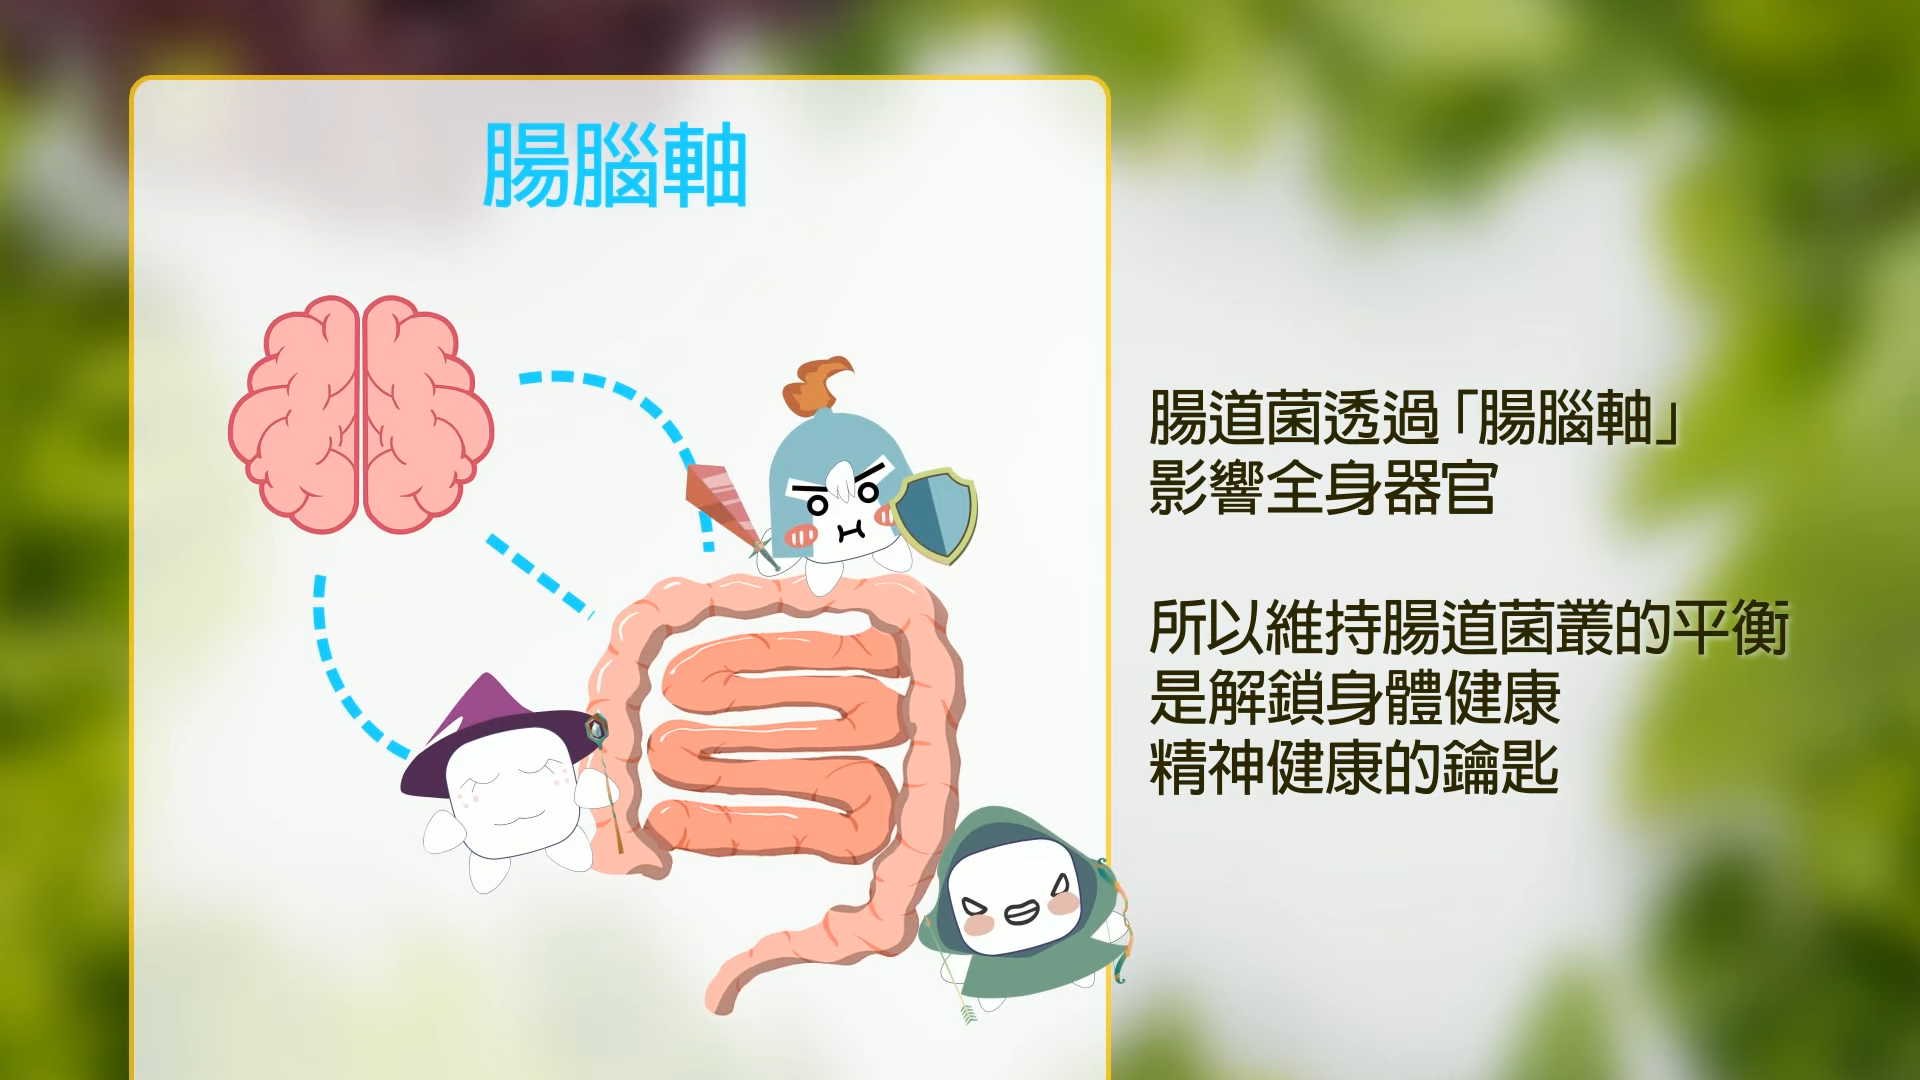 腸腦軸
腸道菌透過「腸腦軸」
影響全身器官
所以維持腸道菌叢的平衡
是解鎖身體健康
精神健康的鑰匙